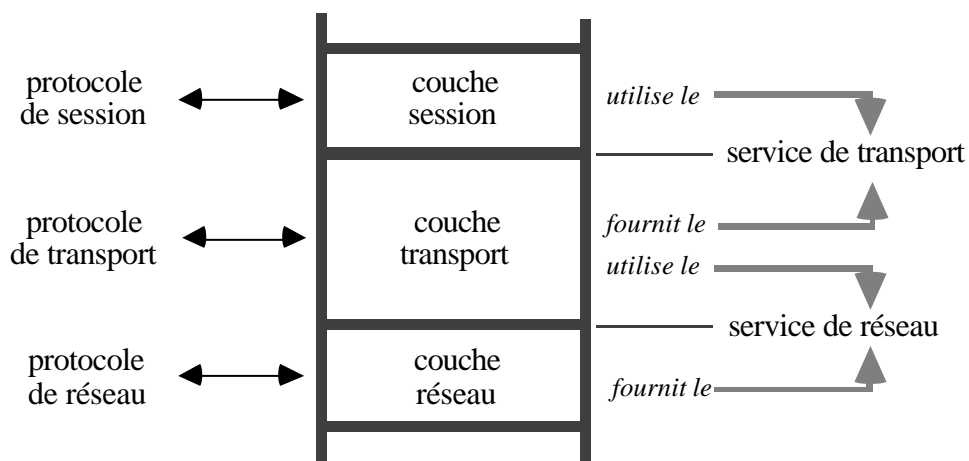 protocole
de session
couche
session
utilise le
service de transport
protocole
de transport
couche
transport
fournit le
utilise le
service de réseau
protocole
de réseau
couche
réseau
fournit le